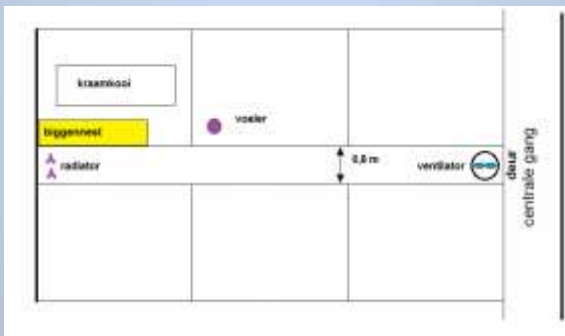 kraamkooi
voeler
biggennest
radiator
0,8 m
ventilator
deur
centrale gang